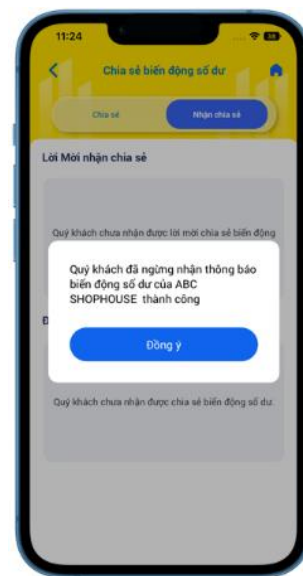 11:24
38
Chia sẻ biến động số dư
Chia sẻ
Nhận chia sẻ
Lời Mời nhận chia sẻ
Quý khách chưa nhận được lời mời chia sẻ biến động
Quý khách đã ngừng nhận thông báo
biến động số dư của ABC
SHOPHOUSE thành công
Đồng ý
Quý khách chưa nhận được chia sẻ biến động số dư.